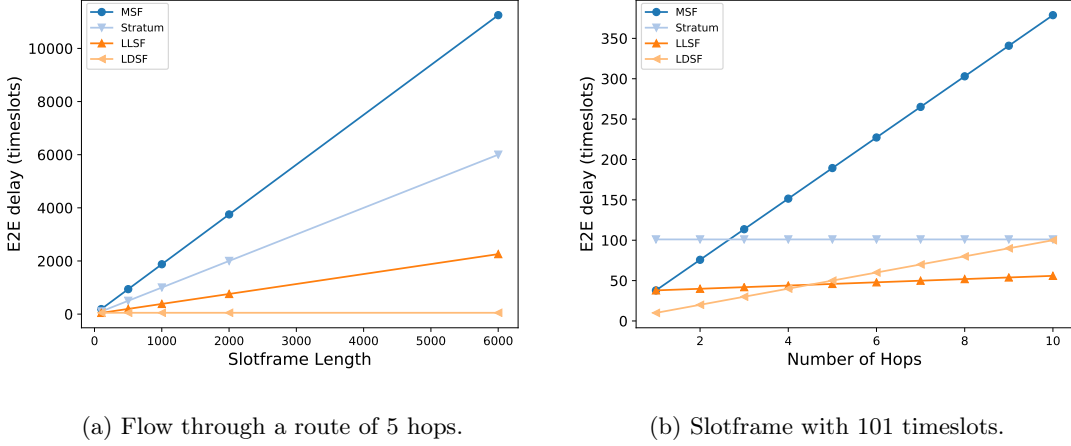 MSF
Stratum
LLSF
LDSF
E2E delay (timeslots)
10000
8000
6000
4000
2000
0
0 1000 2000 3000 4000 5000 6000
Slotframe Length
(a) Flow through a route of 5 hops.
MSF
Stratum
LLSF
LDSF
E2E delay (timeslots)
350
300
250
200
150
100
50
0
2 4 6 8 10
Number of Hops
(b) Slotframe with 101 timeslots.